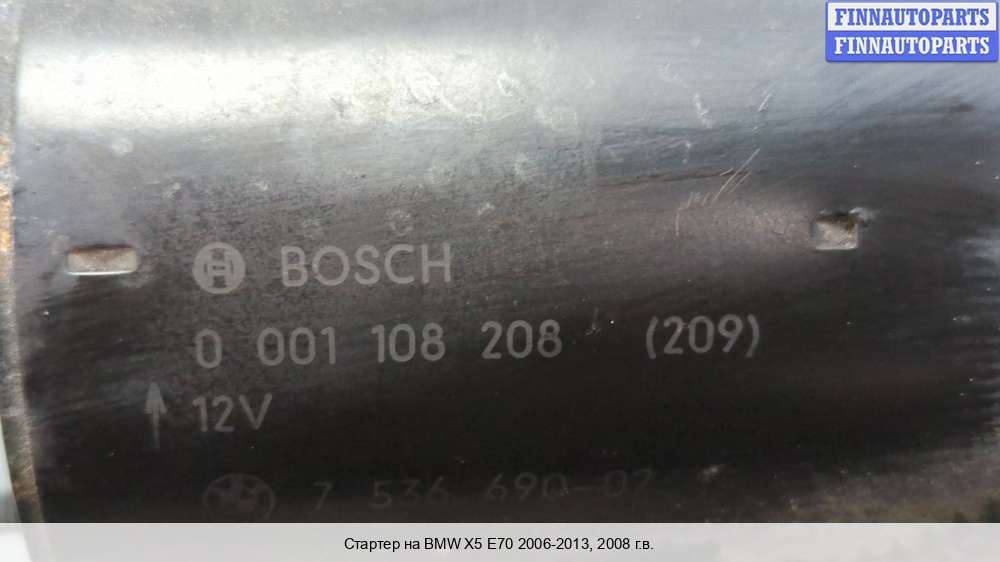 FINNAUTOPARTS
FINNAUTOPARTS
BOSCH
0 001 108 208 (209)
12V
7 536 690-02
Стартер на BMW X5 E70 2006-2013, 2008 г.в.